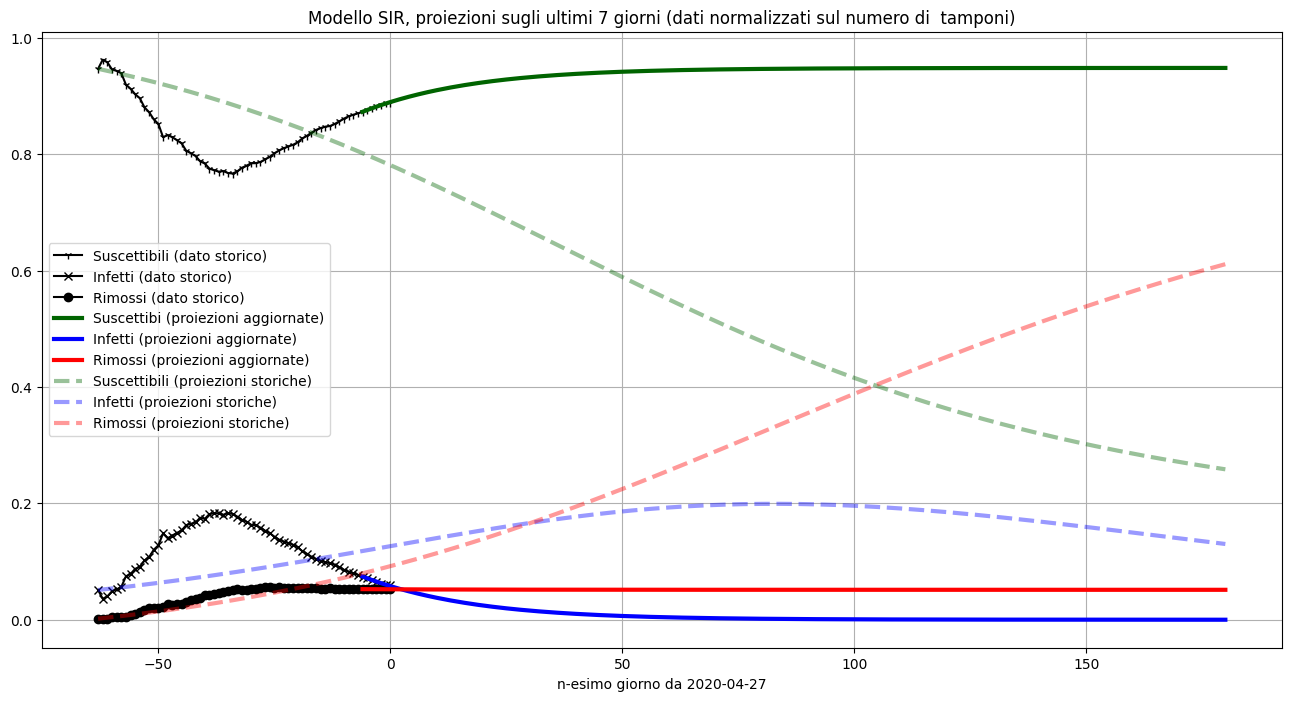 Modello SIR, proiezioni sugli ultimi 7 giorni (dati normalizzati sul numero di  tamponi)
1.0
0.8
0.6
0.4
0.2
0.0
Suscettibili (dato storico)
Infetti (dato storico)
Rimossi (dato storico)
Suscettibi (proiezioni aggiornate)
Infetti (proiezioni aggiornate)
Rimossi (proiezioni aggiornate)
Suscettibili (proiezioni storiche)
Infetti (proiezioni storiche)
Rimossi (proiezioni storiche)
−50 0 50 100 150
n-esimo giorno da 2020-04-27